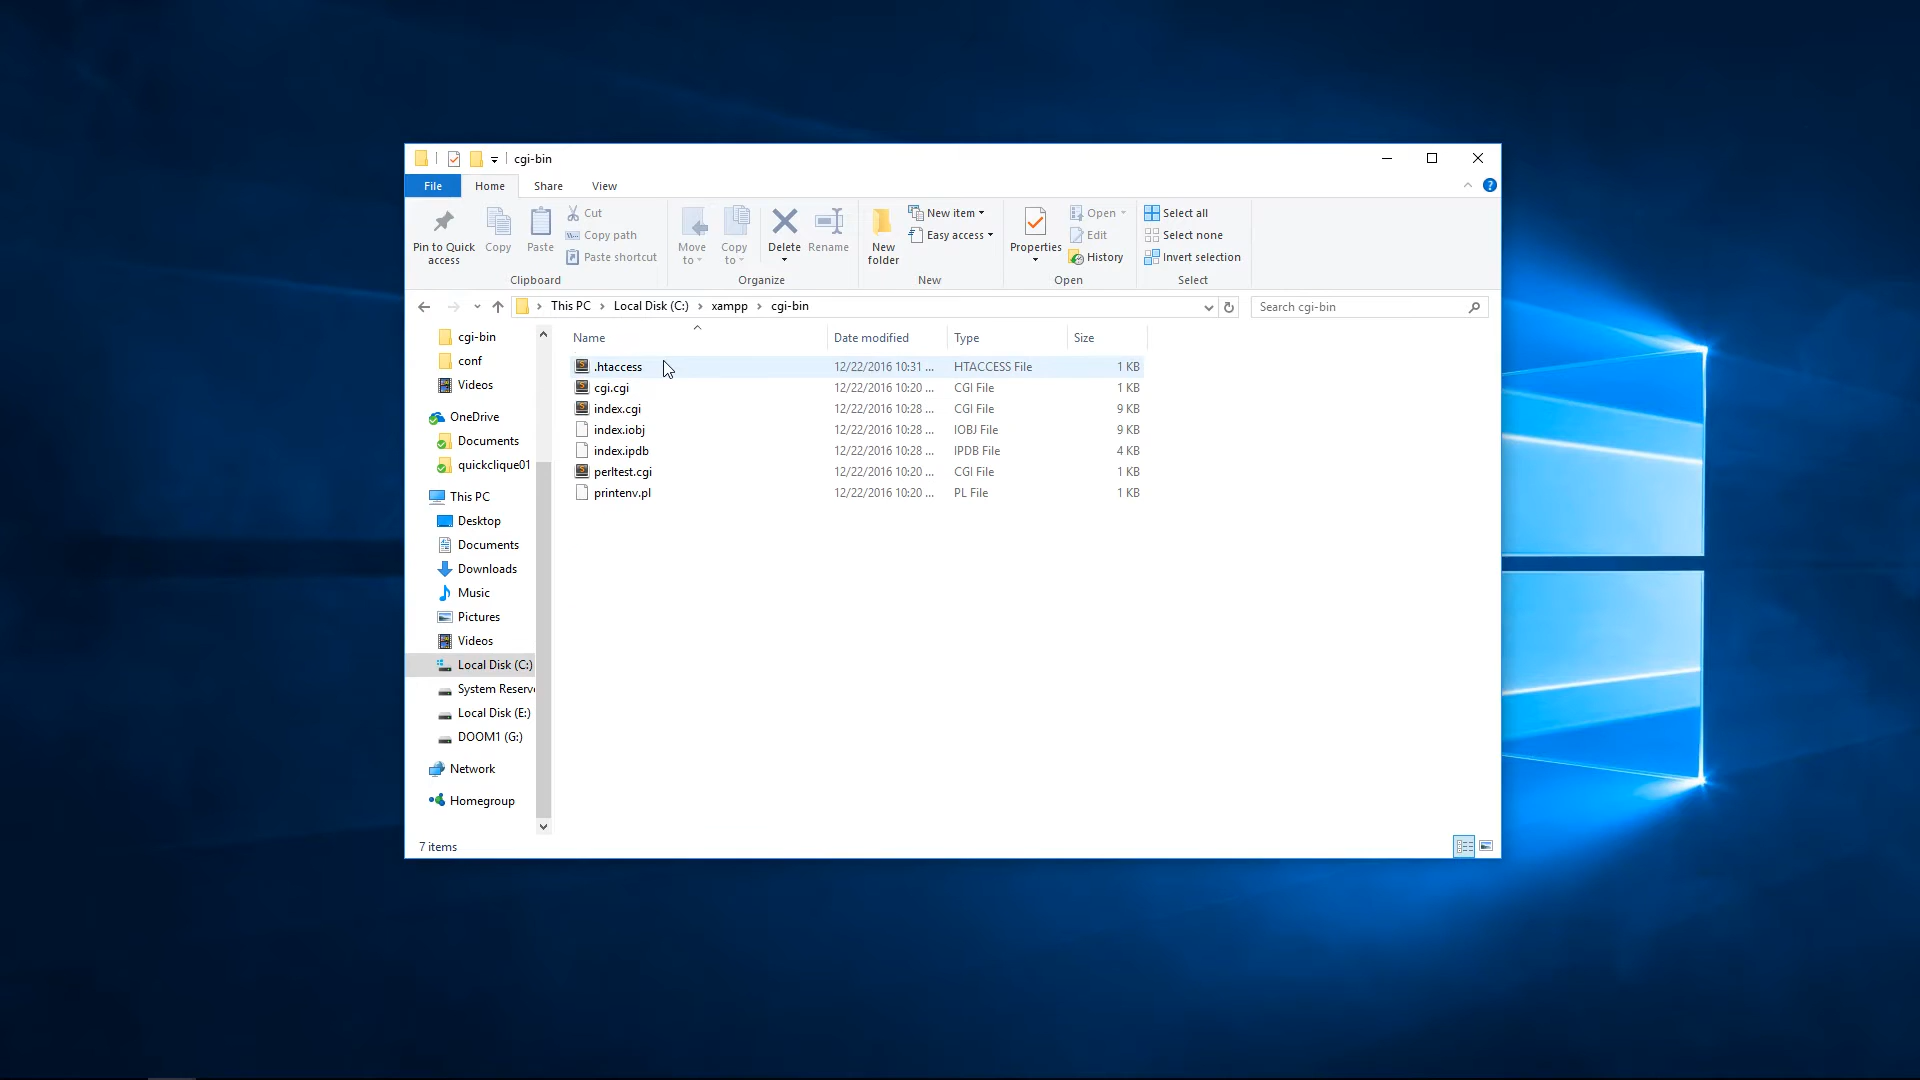 cgi-bin
File Home Share View
Pin to Quick access
Copy
Paste
Cut
Copy path
Paste shortcut
Clipboard
Move to
Copy to
Delete
Rename
Organize
New folder
New item
Easy access
New
Properties
Open
Edit
History
Open
Select all
Select none
Invert selection
Select
This PC > Local Disk (C:) > xampp > cgi-bin
Search cgi-bin
Name Date modified Type Size
.htaccess 12/22/2016 10:31 ... HTACCESS File 1 KB
cgi.cgi 12/22/2016 10:20 ... CGI File 1 KB
index.cgi 12/22/2016 10:28 ... CGI File 9 KB
index.iobj 12/22/2016 10:28 ... IOBJ File 9 KB
index.ipdb 12/22/2016 10:28 ... IPDB File 4 KB
perltest.cgi 12/22/2016 10:20 ... CGI File 1 KB
printenv.pl 12/22/2016 10:20 ... PL File 1 KB
cgi-bin
conf
Videos
OneDrive
Documents
quickclique01
This PC
Desktop
Documents
Downloads
Music
Pictures
Videos
Local Disk (C:)
System Reserv
Local Disk (E:)
DOOM1 (G:)
Network
Homegroup
7 items